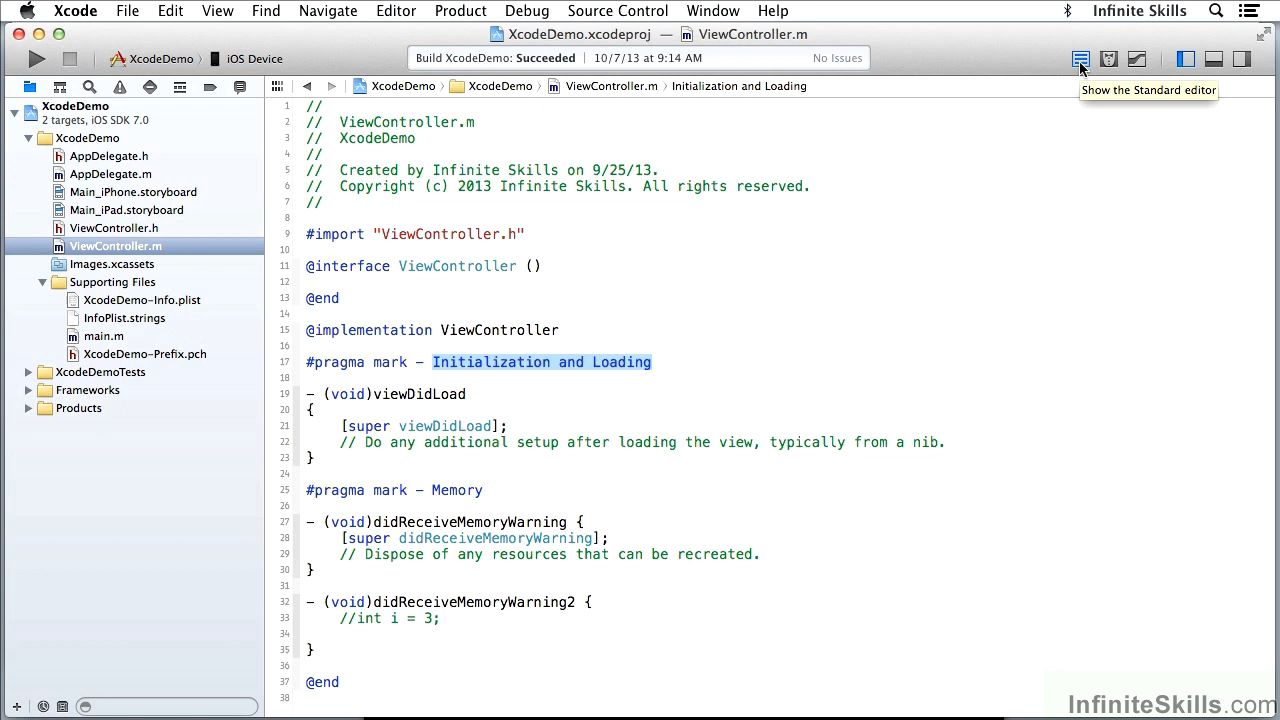 Xcode File Edit View Find Navigate Editor Product Debug Source Control Window Help Infinite Skills
XcodeDemo.xcodeproj — ViewController.m
XcodeDemo iOS Device Build XcodeDemo: Succeeded 10/7/13 at 9:14 AM No Issues
Show the Standard editor
XcodeDemo XcodeDemo ViewController.m Initialization and Loading
XcodeDemo
2 targets, iOS SDK 7.0
XcodeDemo
AppDelegate.h
AppDelegate.m
Main_iPhone.storyboard
Main_iPad.storyboard
ViewController.h
ViewController.m
Images.xcassets
Supporting Files
XcodeDemo-Info.plist
InfoPlist.strings
main.m
XcodeDemo-Prefix.pch
XcodeDemoTests
Frameworks
Products
1 //
2 // ViewController.m
3 // XcodeDemo
4 //
5 // Created by Infinite Skills on 9/25/13.
6 // Copyright (c) 2013 Infinite Skills. All rights reserved.
7 //
8
9 #import "ViewController.h"
10
11 @interface ViewController ()
12
13 @end
14
15 @implementation ViewController
16
17 #pragma mark - Initialization and Loading
18
19 - (void)viewDidLoad
20 {
21 [super viewDidLoad];
22 // Do any additional setup after loading the view, typically from a nib.
23 }
24
25 #pragma mark - Memory
26
27 - (void)didReceiveMemoryWarning {
28 [super didReceiveMemoryWarning];
29 // Dispose of any resources that can be recreated.
30 }
31
32 - (void)didReceiveMemoryWarning2 {
33 //int i = 3;
34
35 }
36
37 @end
38
InfiniteSkills.com